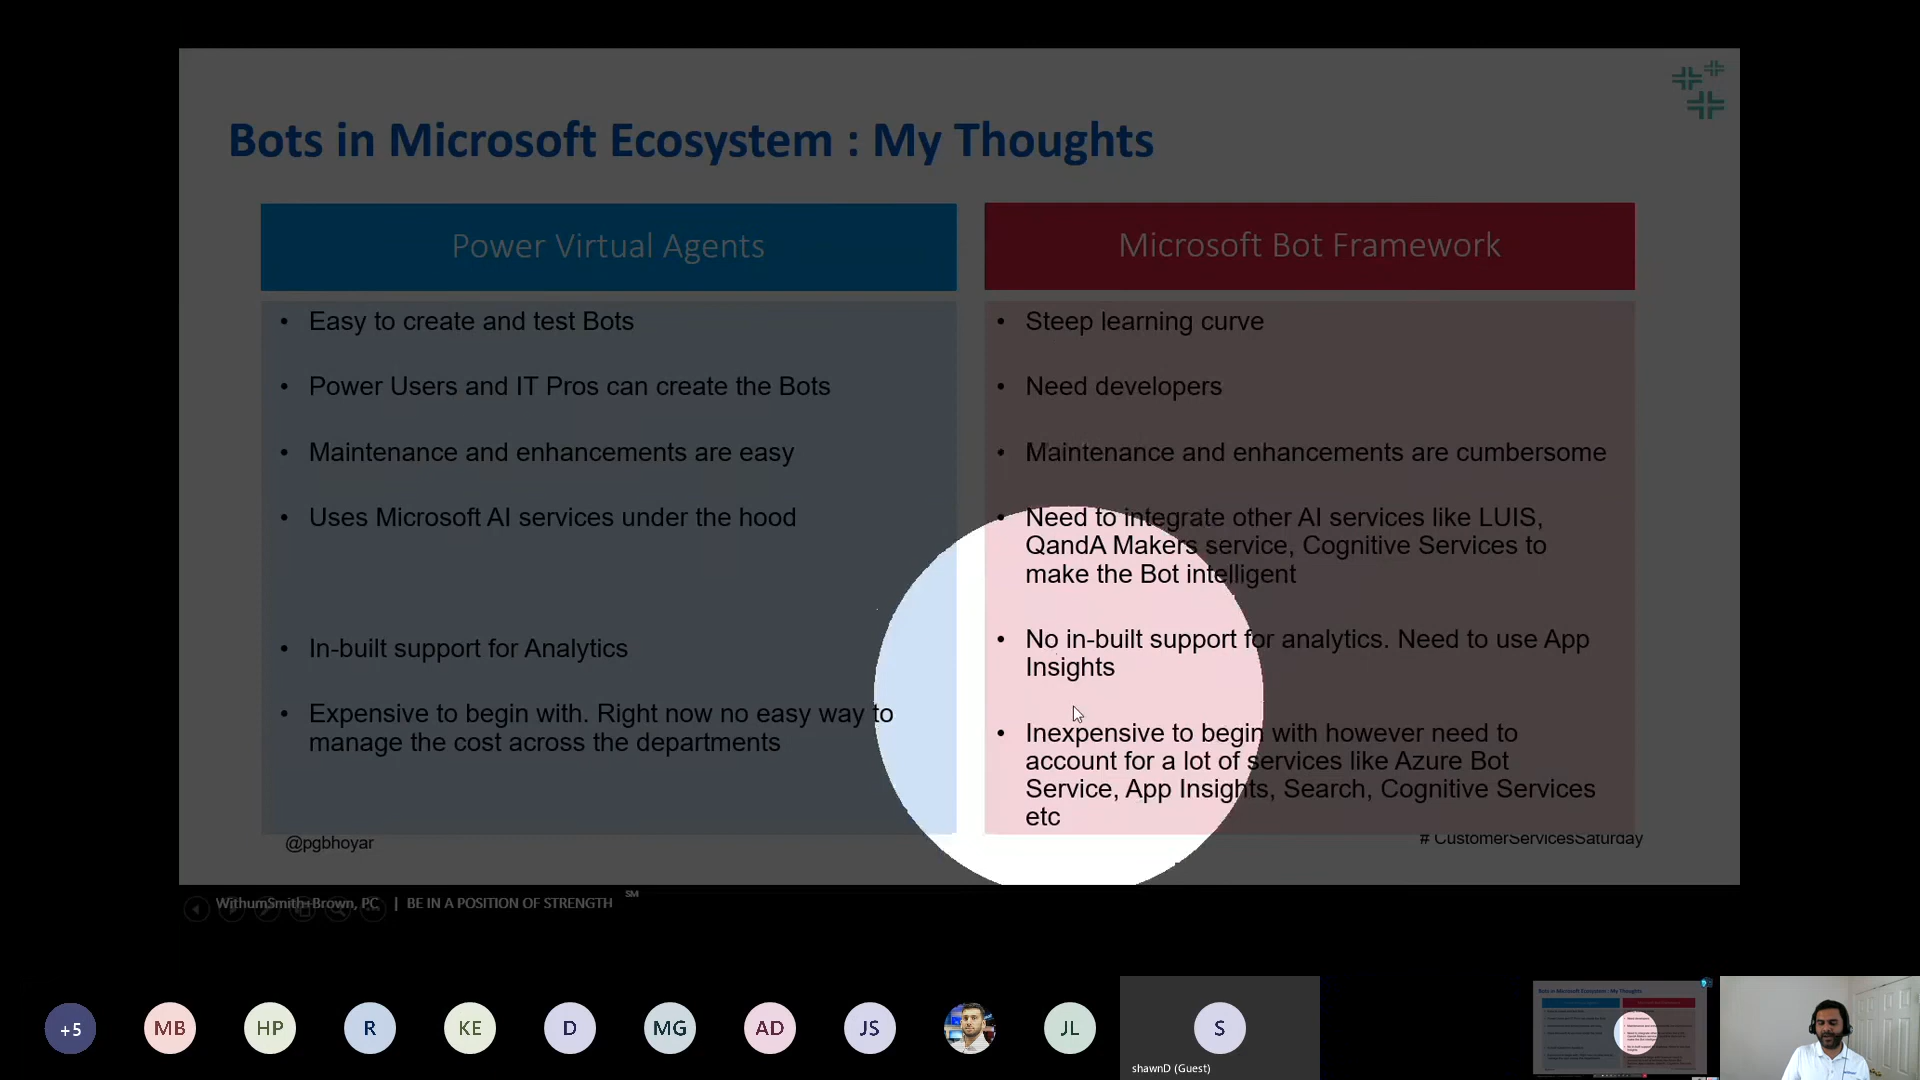 Bots in Microsoft Ecosystem : My Thoughts
Power Virtual Agents
• Easy to create and test Bots
• Power Users and IT Pros can create the Bots
• Maintenance and enhancements are easy
• Uses Microsoft AI services under the hood
• In-built support for Analytics
• Expensive to begin with. Right now no easy way to
manage the cost across the departments
Microsoft Bot Framework
• Steep learning curve
• Need developers
• Maintenance and enhancements are cumbersome
• Need to integrate other AI services like LUIS,
QandA Makers service, Cognitive Services to
make the Bot intelligent
• No in-built support for analytics. Need to use App
Insights
• Inexpensive to begin with however need to
account for a lot of services like Azure Bot
Service, App Insights, Search, Cognitive Services
etc
@pgbhoyar
# CustomerServicesSaturday
WithumSmith+Brown, PC | BE IN A POSITION OF STRENGTH SM
+5
MB
HP
R
KE
D
MG
AD
JS
JL
S
shawnD (Guest)
Bots in Microsoft Ecosystem : My Thoughts